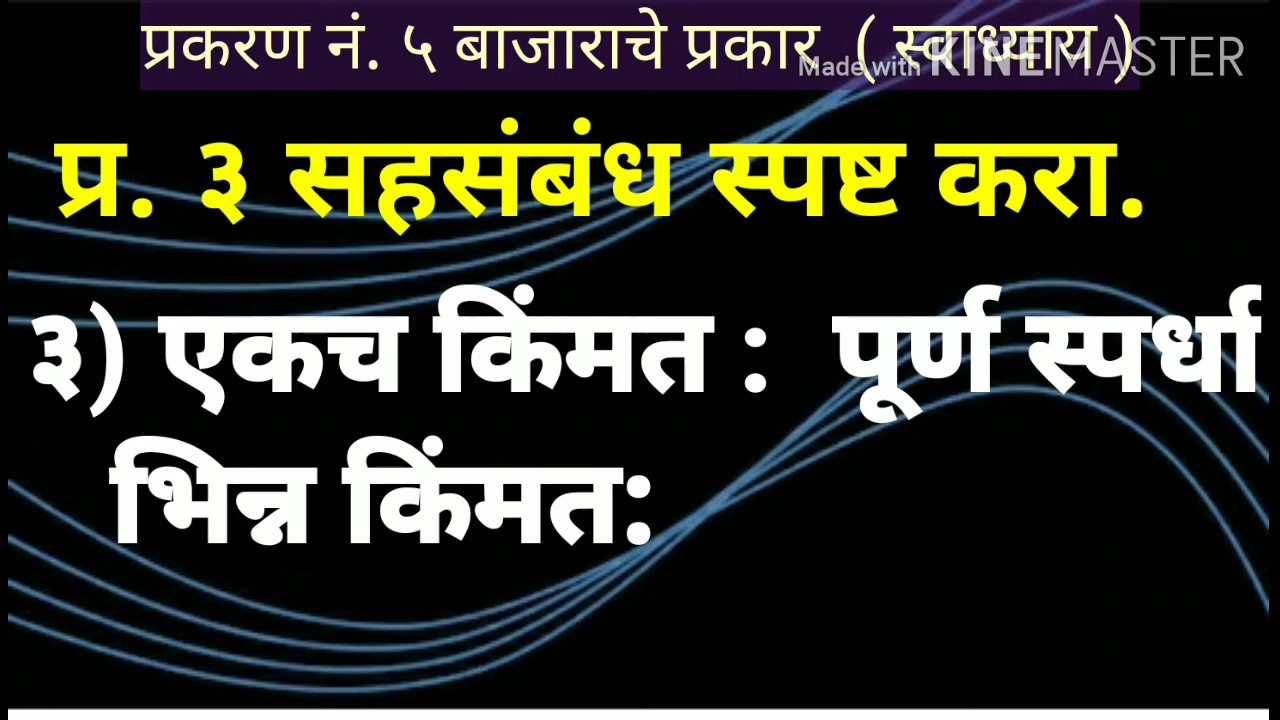 प्रकरण नं. ५ बाजाराचे प्रकार ( स्वाध्याय )
Made with KINEMASTER
प्र. ३ सहसंबंध स्पष्ट करा.
३) एकच किंमत : पूर्ण स्पर्धा
भिन्न किंमत: